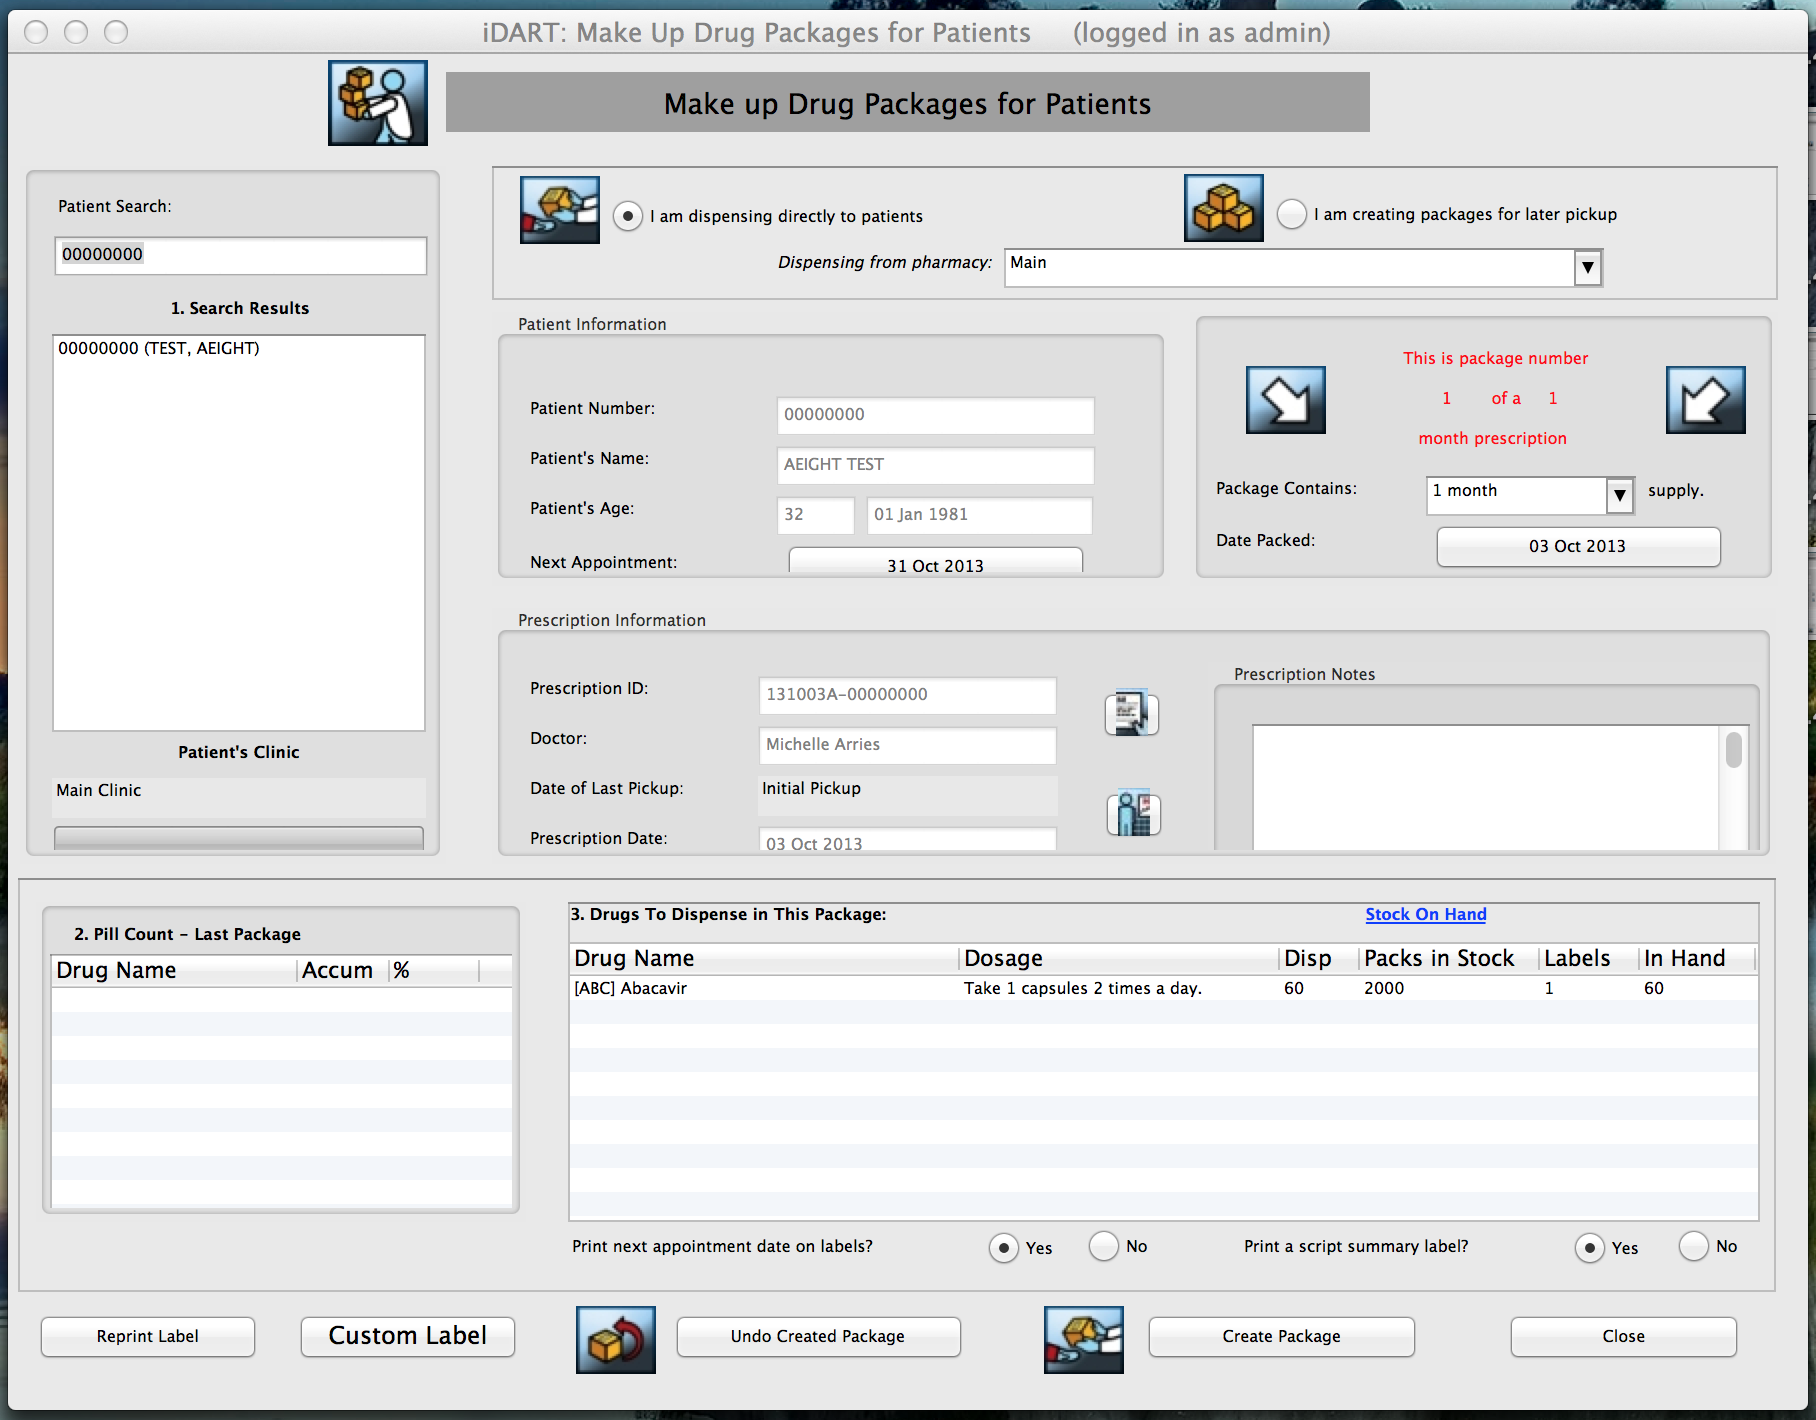 iDART: Make Up Drug Packages for Patients (logged in as admin)
Make up Drug Packages for Patients
Patient Search:
00000000
1. Search Results
00000000 (TEST, AEIGHT)
Patient's Clinic
Main Clinic
I am dispensing directly to patients
I am creating packages for later pickup
Dispensing from pharmacy: Main
Patient Information
Patient Number: 00000000
Patient's Name: AEIGHT TEST
Patient's Age: 32 01 Jan 1981
Next Appointment: 31 Oct 2013
This is package number
1 of a 1
month prescription
Package Contains: 1 month supply.
Date Packed: 03 Oct 2013
Prescription Information
Prescription ID: 131003A-00000000
Doctor: Michelle Arries
Date of Last Pickup: Initial Pickup
Prescription Date: 03 Oct 2013
Prescription Notes
2. Pill Count - Last Package
Drug Name Accum %
3. Drugs To Dispense in This Package: Stock On Hand
Drug Name Dosage Disp Packs in Stock Labels In Hand
[ABC] Abacavir Take 1 capsules 2 times a day. 60 2000 1 60
Print next appointment date on labels? Yes No
Print a script summary label? Yes No
Reprint Label
Custom Label
Undo Created Package
Create Package
Close